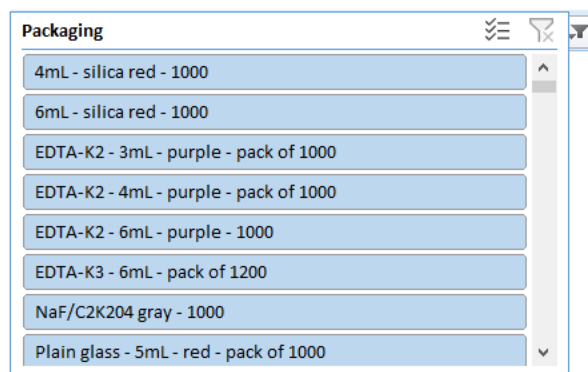 Packaging
4mL - silica red - 1000
6mL - silica red - 1000
EDTA-K2 - 3mL - purple - pack of 1000
EDTA-K2 - 4mL - purple - pack of 1000
EDTA-K2 - 6mL - purple - 1000
EDTA-K3 - 6mL - pack of 1200
NaF/C2K204 gray - 1000
Plain glass - 5mL - red - pack of 1000